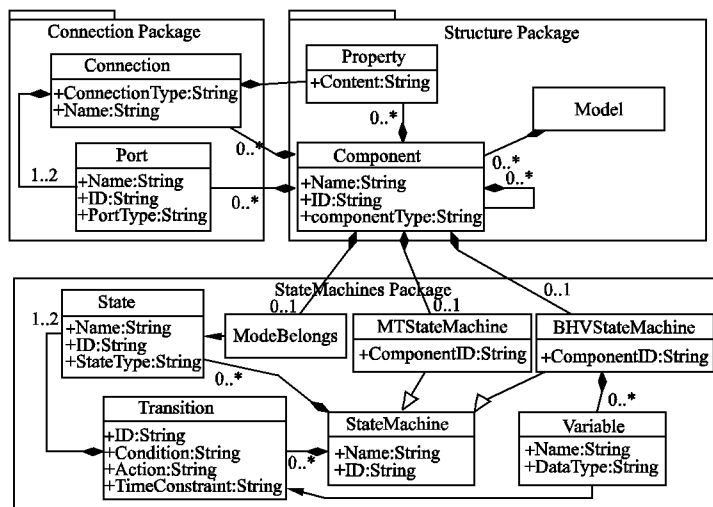 Connection Package
Structure Package
Connection
+ConnectionType:String
+Name:String
Property
+Content:String
Model
0..*
0..*
0..*
0..*
Port
+Name:String
+ID:String
+PortType:String
1..2
0..*
Component
+Name:String
+ID:String
+componentType:String
StateMachines Package
1..2
0..1
0..1
0..1
State
+Name:String
+ID:String
+StateType:String
ModeBelongs
MTStateMachine
+ComponentID:String
BHVStateMachine
+ComponentID:String
0..*
0..*
Transition
+ID:String
+Condition:String
+Action:String
+TimeConstraint:String
0..*
StateMachine
+Name:String
+ID:String
Variable
+Name:String
+DataType:String